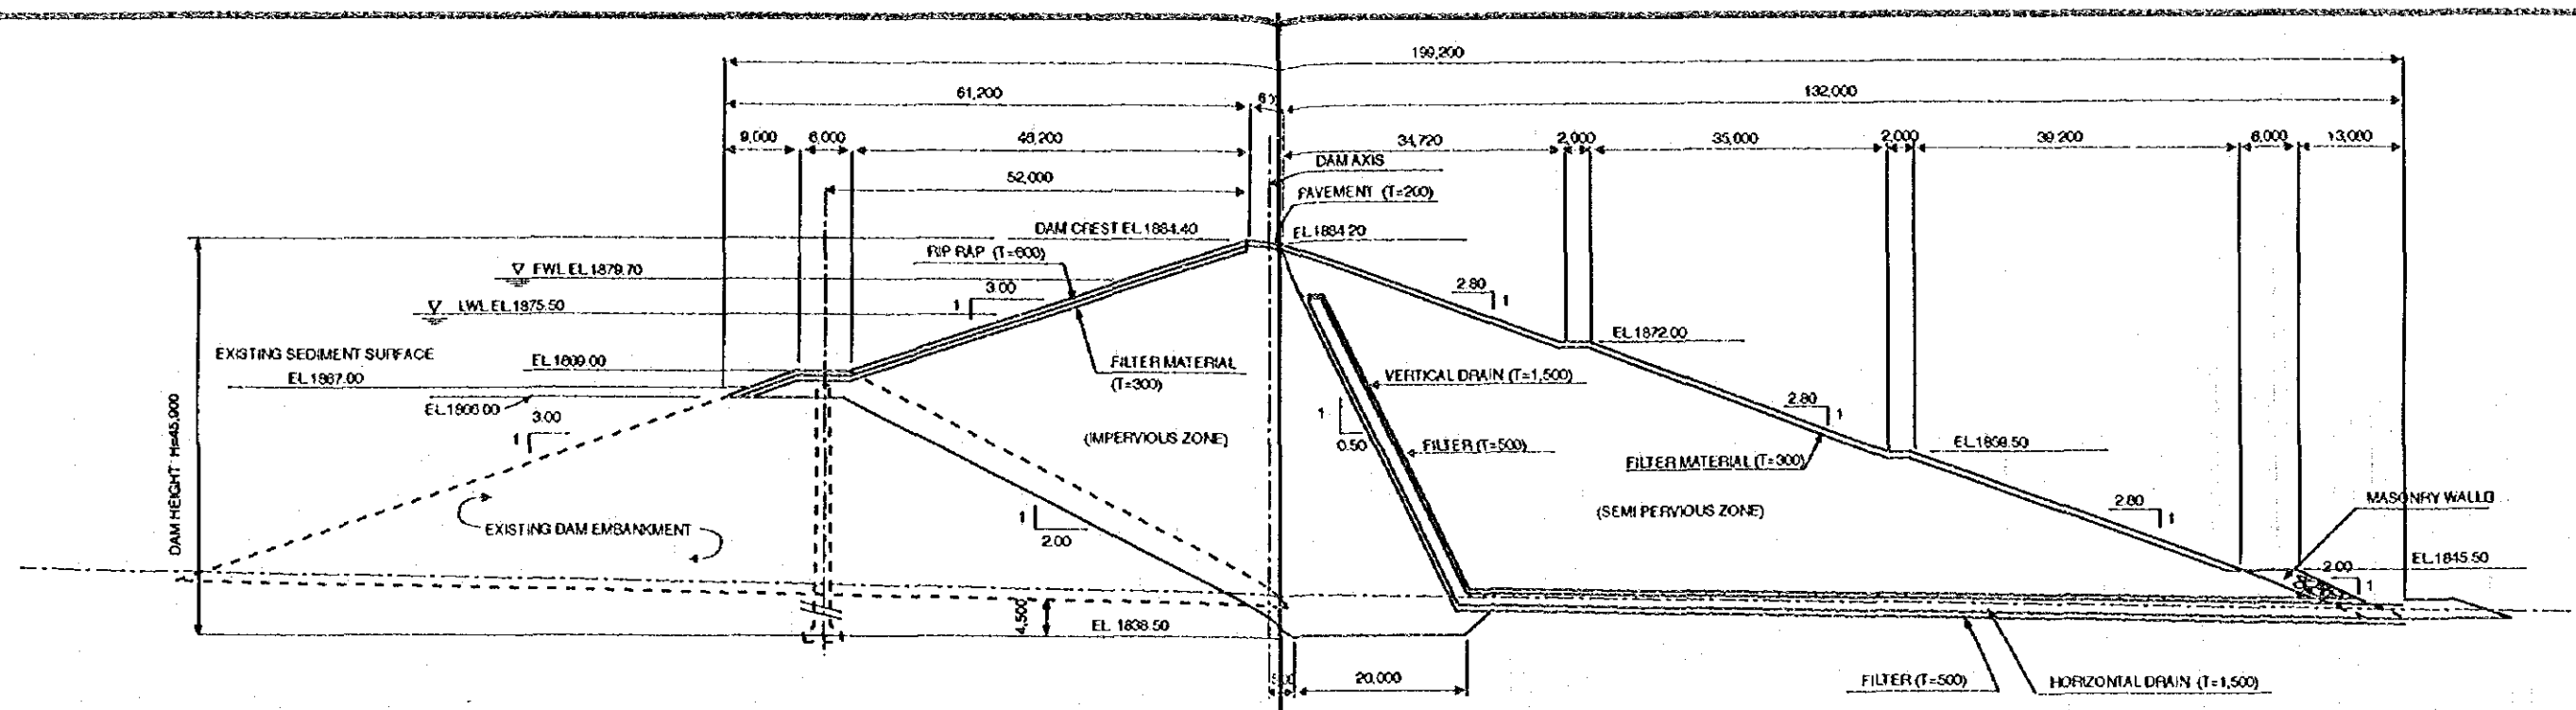 199,200
61,200
132,000
9,000
6,000
46,200
34,720
2,000
35,000
2,000
39,200
6,000
13,000
52,000
DAM AXIS
PAVEMENT (T=200)
DAM CREST EL.1884.40
EL.1884.20
RIP RAP (T=600)
FWL EL.1879.70
3.00
1
2.80
1
LWL EL.1875.50
EL.1872.00
EXISTING SEDIMENT SURFACE
EL.1869.00
FILTER MATERIAL
(T=300)
EL.1867.00
VERTICAL DRAIN (T=1,500)
EL.1866.00
3.00
1
2.80
1
1
0.50
(IMPERVIOUS ZONE)
FILTER (T=500)
EL.1859.50
FILTER MATERIAL (T=300)
DAM HEIGHT H=45,900
MASONRY WALL
2.80
1
(SEMI PERVIOUS ZONE)
EXISTING DAM EMBANKMENT
1
2.00
EL.1845.50
2.00
1
4,500
EL. 1838.50
20,000
FILTER (T=500)
HORIZONTAL DRAIN (T=1,500)